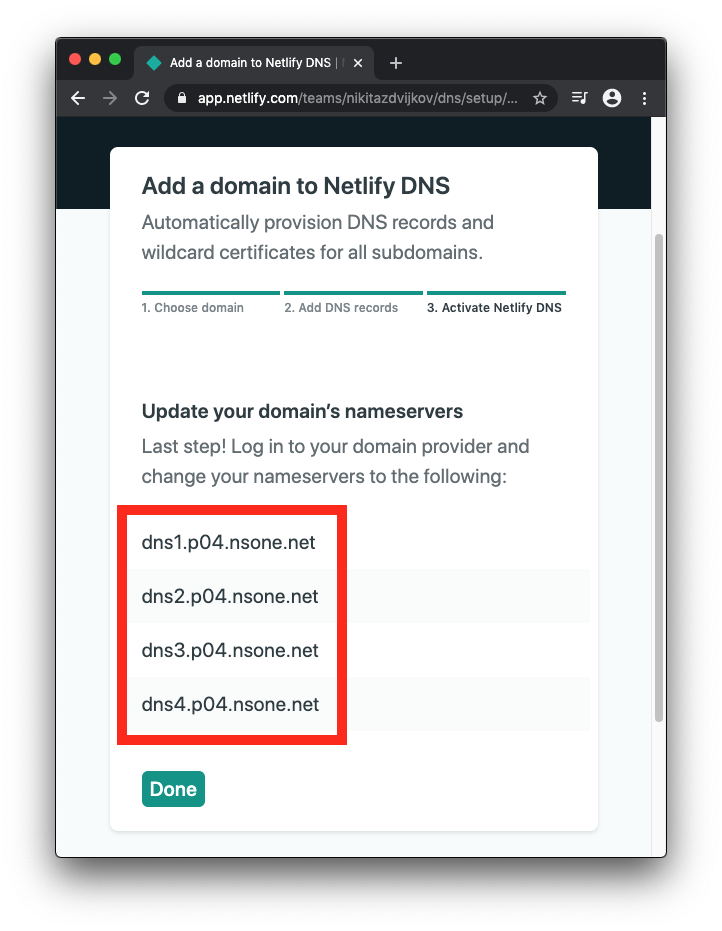 Add a domain to Netlify DNS |
app.netlify.com/teams/nikitazdvijkov/dns/setup/...
Add a domain to Netlify DNS
Automatically provision DNS records and
wildcard certificates for all subdomains.
1. Choose domain
2. Add DNS records
3. Activate Netlify DNS
Update your domain’s nameservers
Last step! Log in to your domain provider and
change your nameservers to the following:
dns1.p04.nsone.net
dns2.p04.nsone.net
dns3.p04.nsone.net
dns4.p04.nsone.net
Done